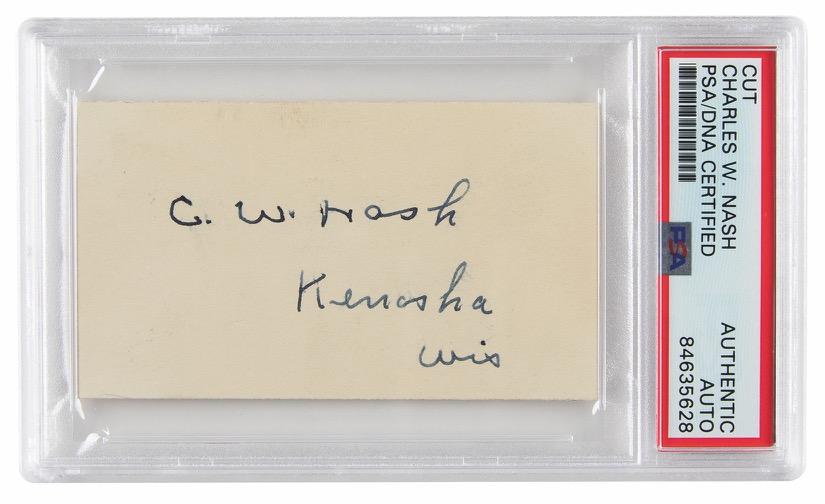 C. W. Nash
Kenosha
Wis
CUT
CHARLES W. NASH
PSA/DNA CERTIFIED
PSA
AUTHENTIC
AUTO
84635628